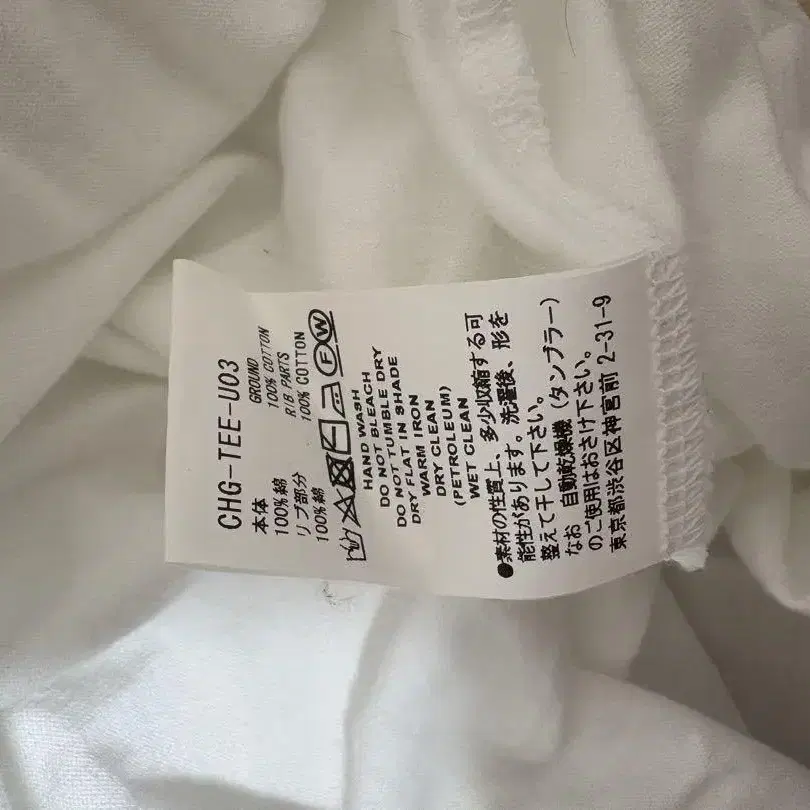 CHG-TEE-U03
本体 GROUND
100%綿 100% COTTON
リブ部分 RIB PARTS
100%綿 100% COTTON
F W
HAND WASH
DO NOT BLEACH
DO NOT TUMBLE DRY
DRY FLAT IN SHADE
WARM IRON
DRY CLEAN
(PETROLEUM)
WET CLEAN
●素材の性質上、多少収縮する可
能性があります。洗濯後、形を
整えて干して下さい。
なお、自動乾燥機(タンブラー)
のご使用はおさけ下さい。
東京都渋谷区神宮前 2-31-9